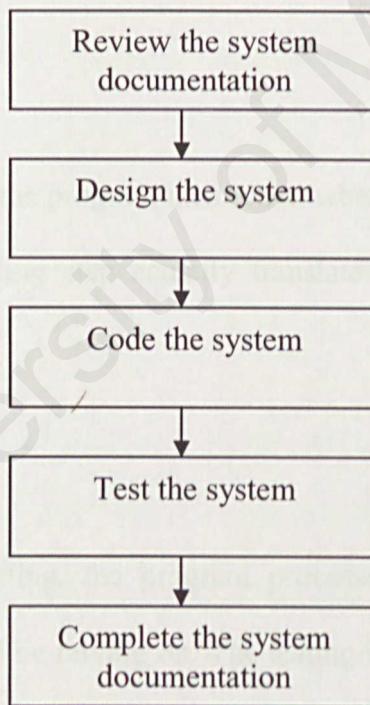 Review the system
documentation
Design the system
Code the system
Test the system
Complete the system
documentation